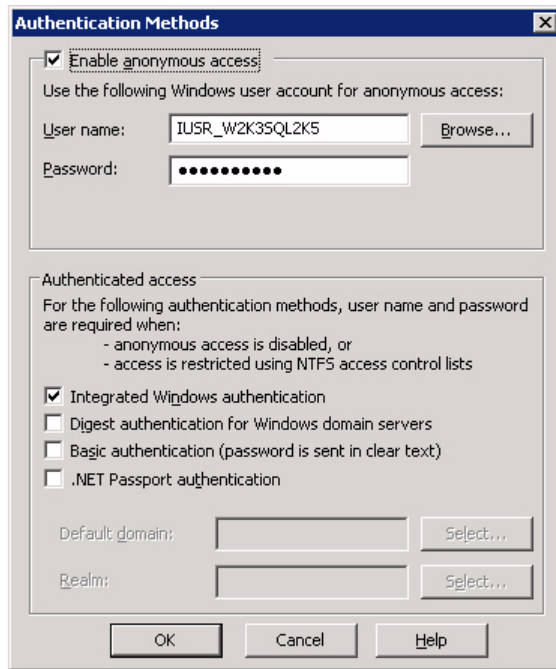 Authentication Methods
Enable anonymous access
Use the following Windows user account for anonymous access:
User name:
IUSR_W2K3SQL2K5
Browse...
Password:
●●●●●●●●●●
Authenticated access
For the following authentication methods, user name and password
are required when:
- anonymous access is disabled, or
- access is restricted using NTFS access control lists
Integrated Windows authentication
Digest authentication for Windows domain servers
Basic authentication (password is sent in clear text)
.NET Passport authentication
Default domain:
Select...
Realm:
Select...
OK
Cancel
Help